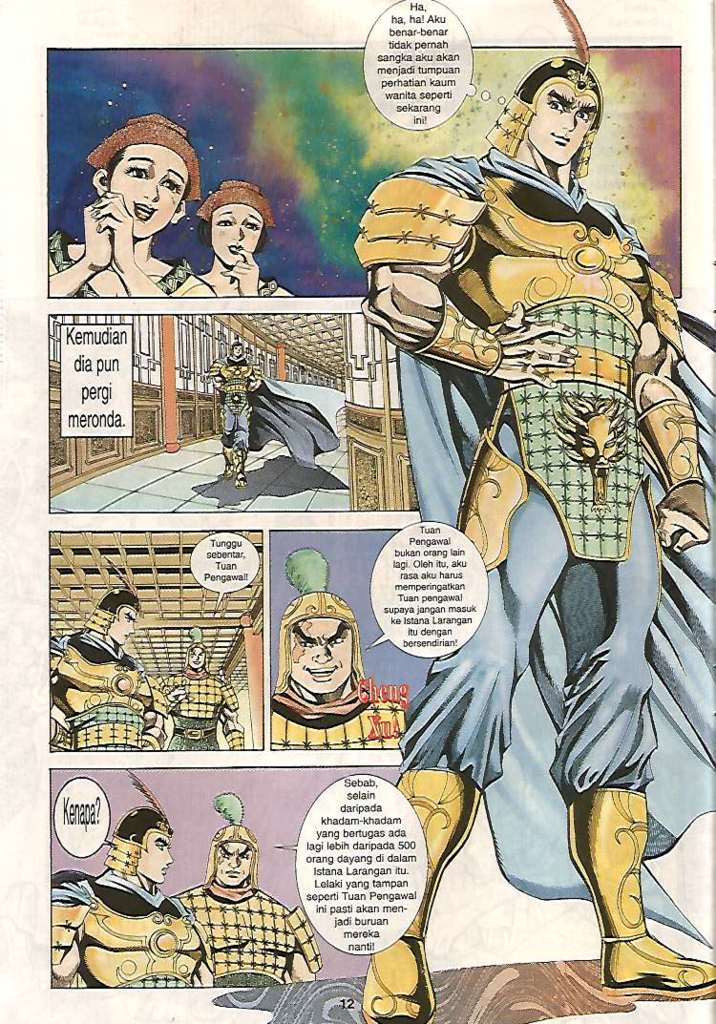 Ha,
ha, ha! Aku
benar-benar
tidak pernah
sangka aku akan
menjadi tumpuan
perhatian kaum
wanita seperti
sekarang
ini!
Kemudian
dia pun
pergi
meronda.
Tunggu
sebentar,
Tuan
Pengawal!
Tuan
Pengawal
bukan orang lain
lagi. Oleh itu, aku
rasa aku harus
memperingatkan
Tuan pengawal
supaya jangan masuk
ke Istana Larangan
itu dengan
bersendirian!
Cheng
Xu
Kenapa?
Sebab,
selain
daripada
khadam-khadam
yang bertugas ada
lagi lebih daripada 500
orang dayang di dalam
Istana Larangan itu.
Lelaki yang tampan
seperti Tuan Pengawal
ini pasti akan men-
jadi buruan
mereka
nanti!
12